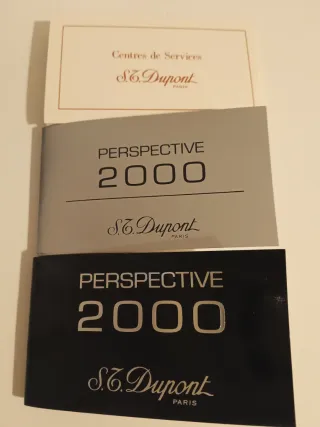 Centres de Services
S.T. Dupont
PARIS
PERSPECTIVE
2000
S.T. Dupont
PARIS
PERSPECTIVE
2000
S.T. Dupont
PARIS